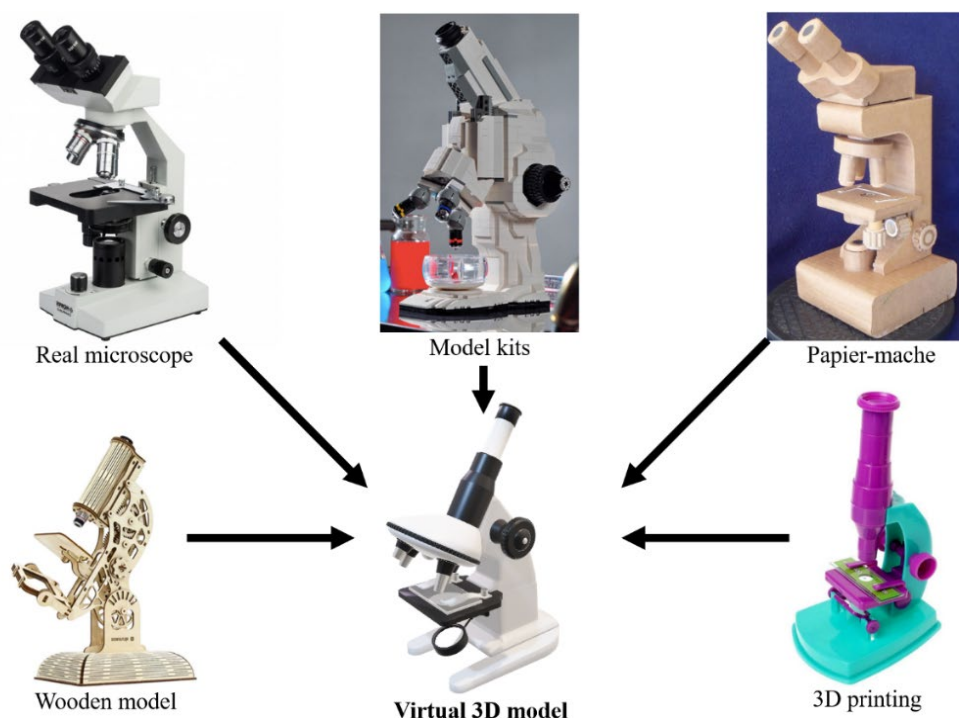 Real microscope
Model kits
Papier-mache
Wooden model
Virtual 3D model
3D printing